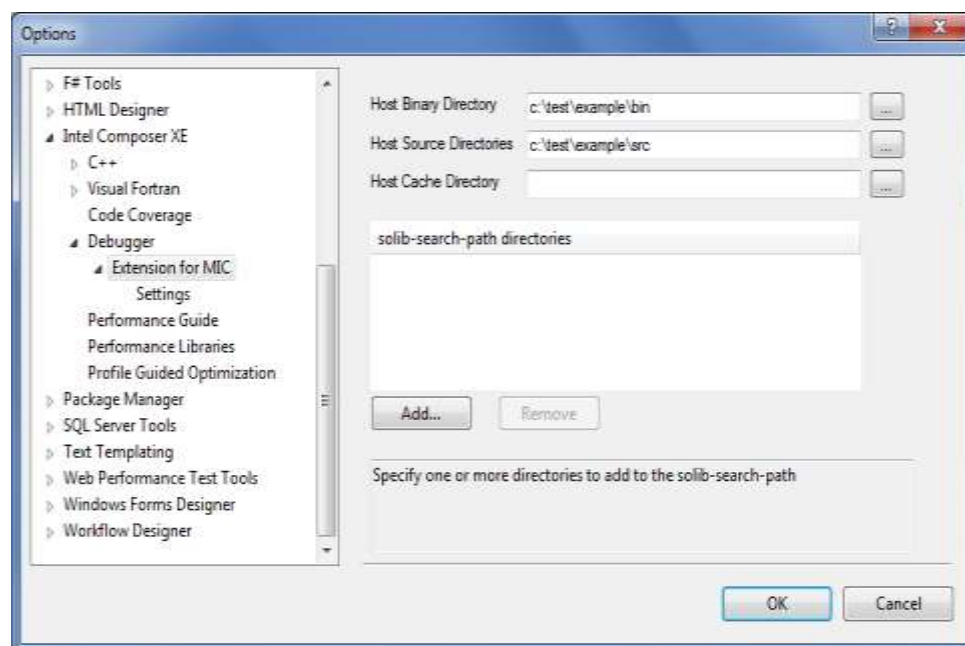 Options
F# Tools
HTML Designer
Intel Composer XE
C++
Visual Fortran
Code Coverage
Debugger
Extension for MIC
Settings
Performance Guide
Performance Libraries
Profile Guided Optimization
Package Manager
SQL Server Tools
Text Templating
Web Performance Test Tools
Windows Forms Designer
Workflow Designer
Host Binary Directory c:\test\example\bin ...
Host Source Directories c:\test\example\src ...
Host Cache Directory ...
solib-search-path directories
Add... Remove
Specify one or more directories to add to the solib-search-path
OK Cancel